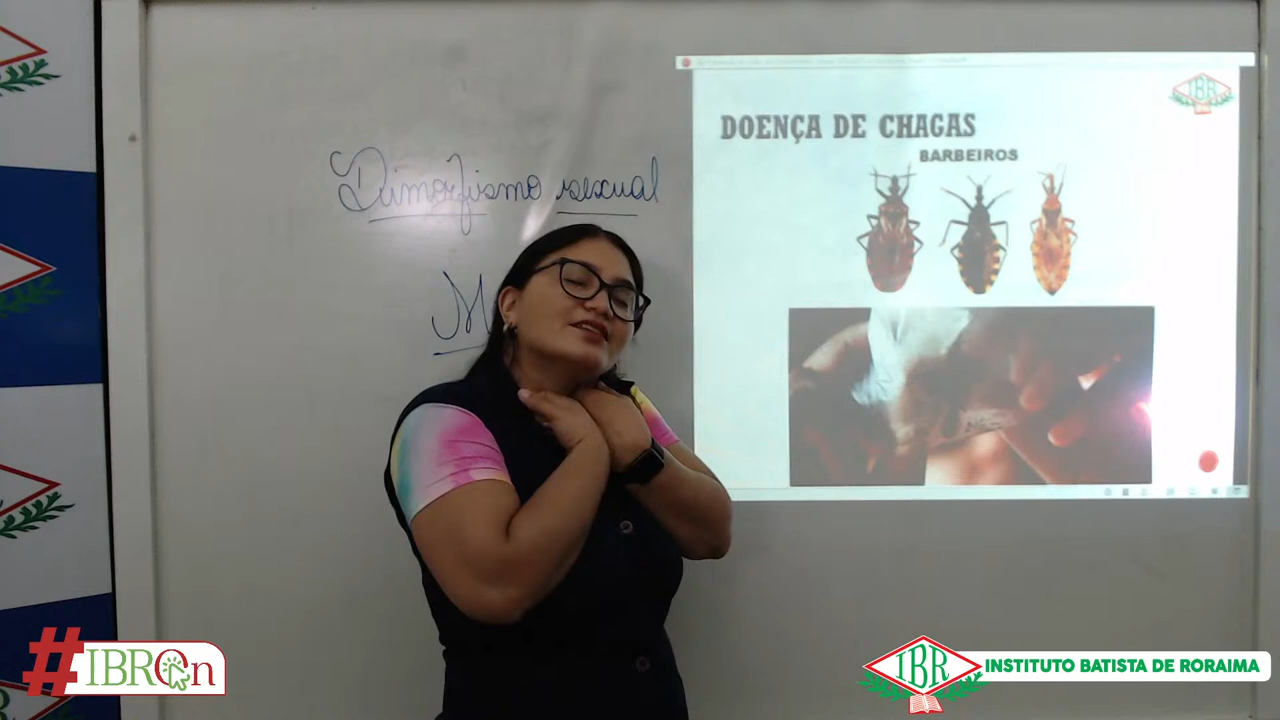 IBR
DOENÇA DE CHAGAS
BARBEIROS
Dimorfismo sexual
M
#IBROn
IBR
INSTITUTO BATISTA DE RORAIMA